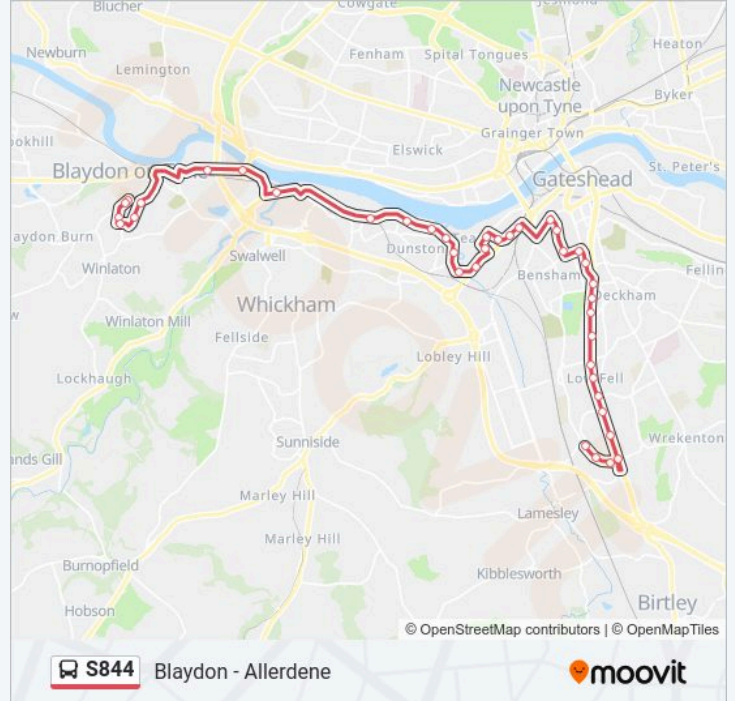 Blucher
Cowgate
Jesmond
Newburn
Lemington
Fenham
Spital Tongues
Heaton
Newcastle
upon Tyne
Byker
Grainger Town
Elswick
St. Peter's
Blaydon
Gateshead
Dunston
Swalwell
Winlaton
Bensham
Deckham
Whickham
Winlaton Mill
Fellside
Lobley Hill
Low Fell
Lockhaugh
Sunniside
Wrekenton
Marley Hill
Lamesley
Marley Hill
Burnopfield
Kibblesworth
Hobson
Birtley
© OpenStreetMap contributors | © OpenMapTiles
S844 Blaydon - Allerdene
moovit